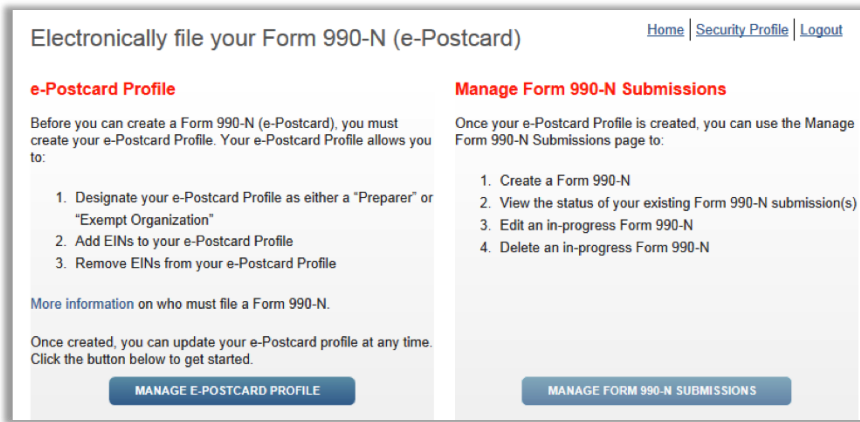 Electronically file your Form 990-N (e-Postcard)
Home | Security Profile | Logout
e-Postcard Profile
Before you can create a Form 990-N (e-Postcard), you must
create your e-Postcard Profile. Your e-Postcard Profile allows you
to:
1. Designate your e-Postcard Profile as either a “Preparer” or
“Exempt Organization”
2. Add EINs to your e-Postcard Profile
3. Remove EINs from your e-Postcard Profile
More information on who must file a Form 990-N.
Once created, you can update your e-Postcard profile at any time.
Click the button below to get started.
MANAGE E-POSTCARD PROFILE
Manage Form 990-N Submissions
Once your e-Postcard Profile is created, you can use the Manage
Form 990-N Submissions page to:
1. Create a Form 990-N
2. View the status of your existing Form 990-N submission(s)
3. Edit an in-progress Form 990-N
4. Delete an in-progress Form 990-N
MANAGE FORM 990-N SUBMISSIONS